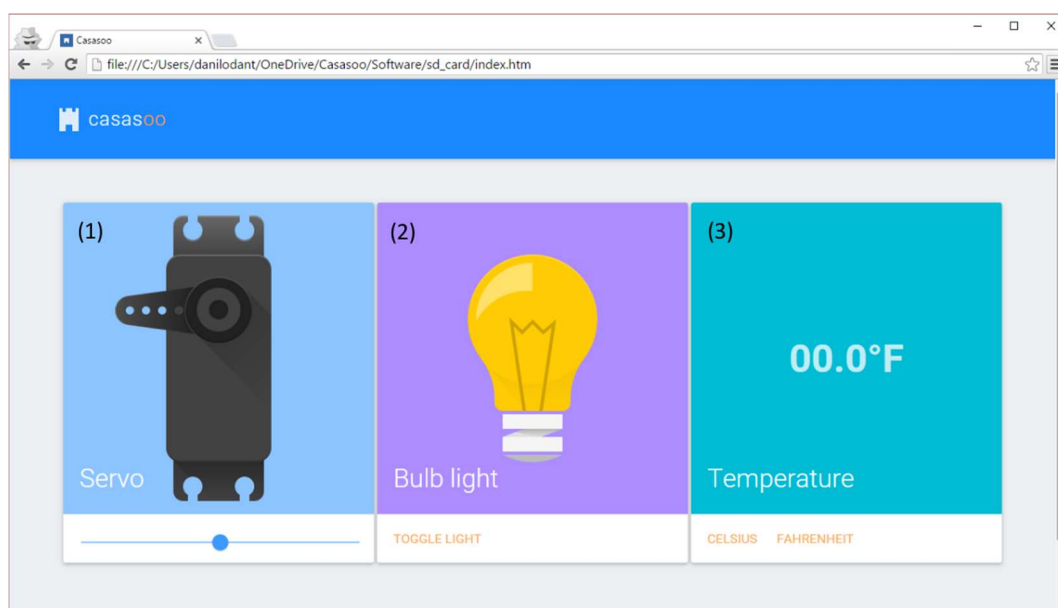 Casasoo
file:///C:/Users/danilodant/OneDrive/Casasoo/Software/sd_card/index.htm
casasoo
(1)
Servo
(2)
Bulb light
TOGGLE LIGHT
(3)
00.0°F
Temperature
CELSIUS FAHRENHEIT